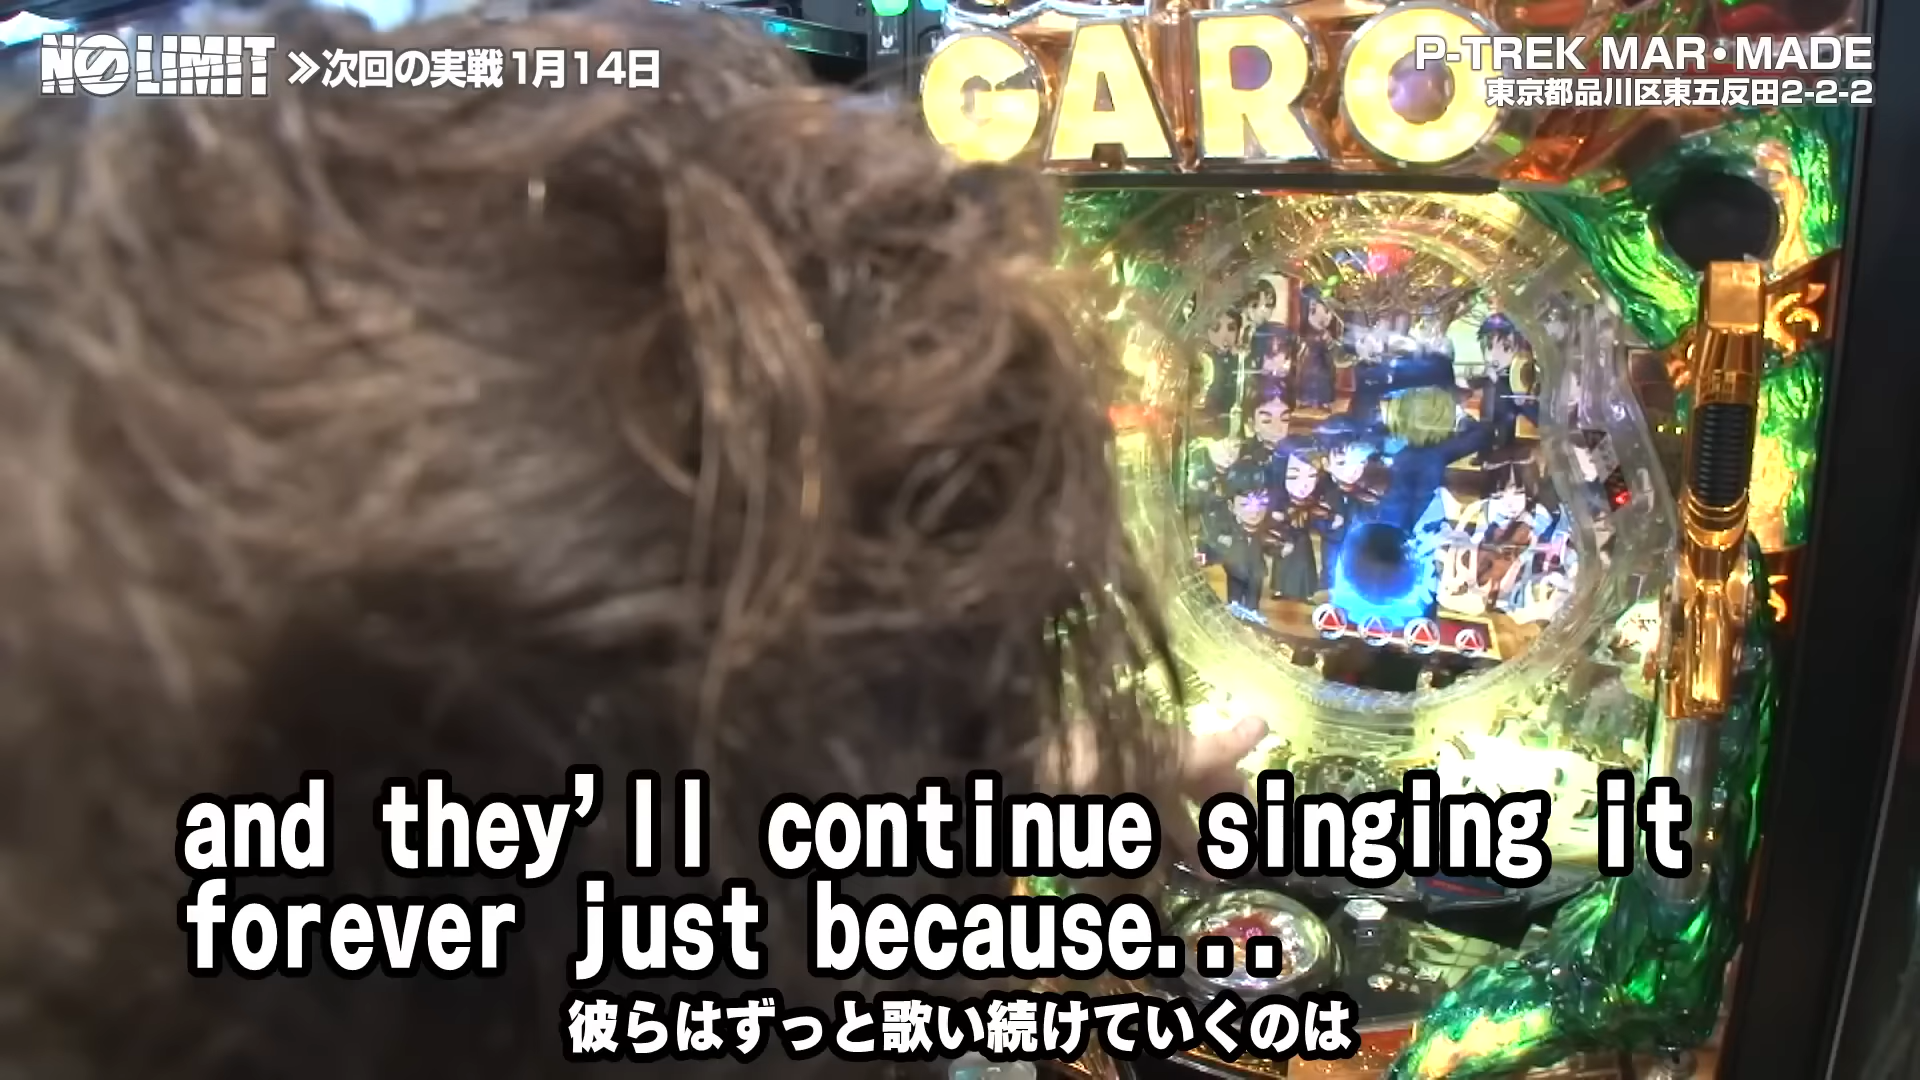 NO LIMIT ≫次回の実戦1月14日
P-TREK MAR・MADE
東京都品川区東五反田2-2-2
GARO
and they'll continue singing it
forever just because...
彼らはずっと歌い続けていくのは